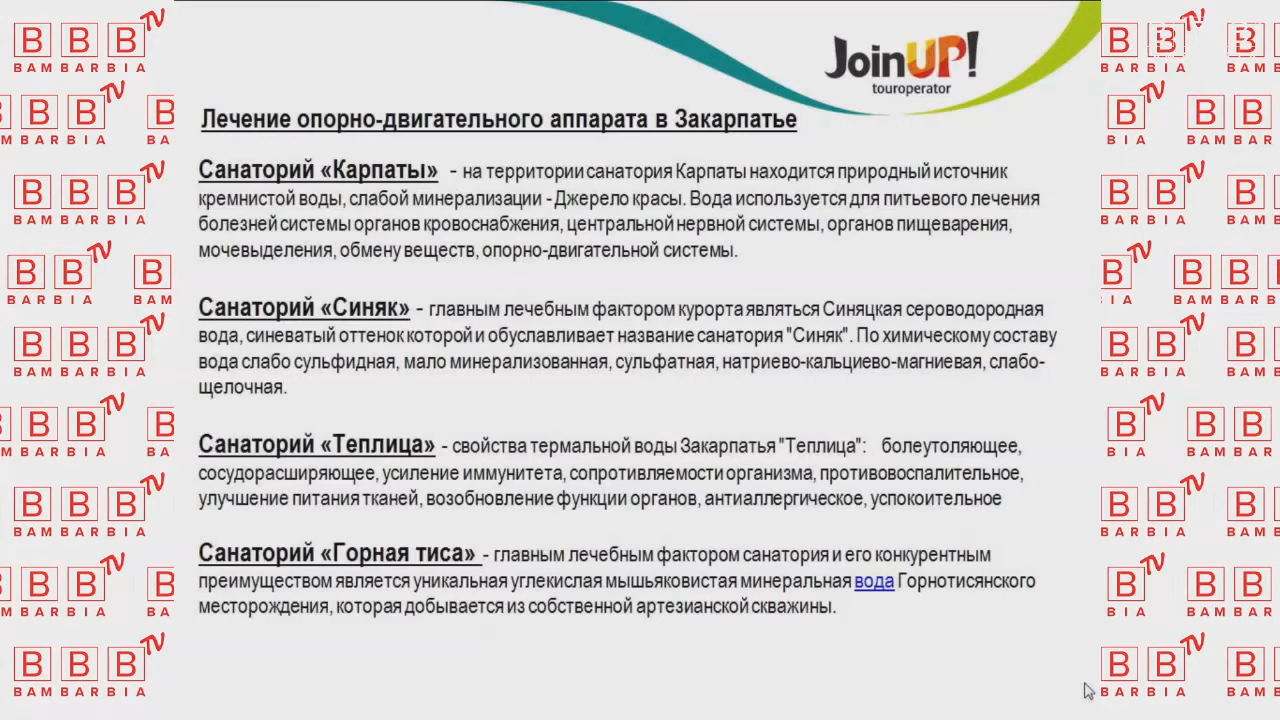 JoinUP!
touroperator
Лечение опорно-двигательного аппарата в Закарпатье
Санаторий «Карпаты» - на территории санатория Карпаты находится природный источник
кремнистой воды, слабой минерализации - Джерело красы. Вода используется для питьевого лечения
болезней системы органов кровоснабжения, центральной нервной системы, органов пищеварения,
мочевыделения, обмену веществ, опорно-двигательной системы.
Санаторий «Синяк» - главным лечебным фактором курорта являться Синяцкая сероводородная
вода, синеватый оттенок которой и обуславливает название санатория "Синяк". По химическому составу
вода слабо сульфидная, мало минерализованная, сульфатная, натриево-кальциево-магниевая, слабо-
щелочная.
Санаторий «Теплица» - свойства термальной воды Закарпатья "Теплица": болеутоляющее,
сосудорасширяющее, усиление иммунитета, сопротивляемости организма, противовоспалительное,
улучшение питания тканей, возобновление функции органов, антиаллергическое, успокоительное
Санаторий «Горная тиса» - главным лечебным фактором санатория и его конкурентным
преимуществом является уникальная углекислая мышьяковистая минеральная вода Горнотисянского
месторождения, которая добывается из собственной артезианской скважины.
BBB TV
BAMBARBIA